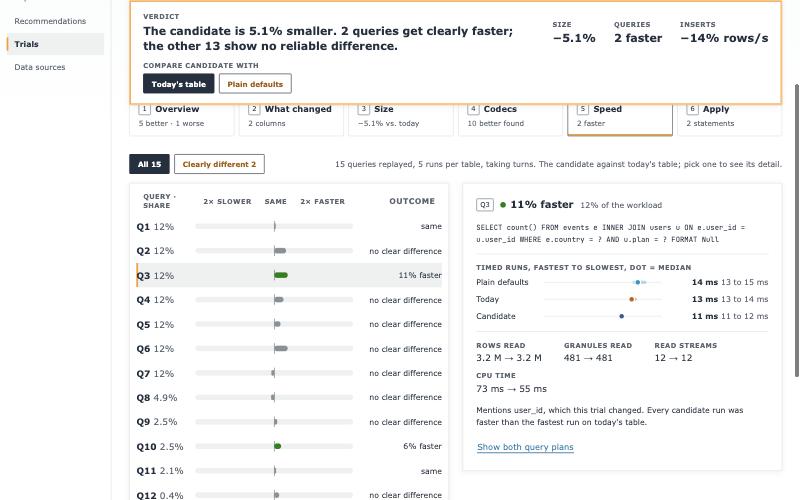 Recommendations
Trials
Data sources
VERDICT
The candidate is 5.1% smaller. 2 queries get clearly faster;
the other 13 show no reliable difference.
SIZE
−5.1%
QUERIES
2 faster
INSERTS
−14% rows/s
COMPARE CANDIDATE WITH
Today's table
Plain defaults
1 Overview
5 better · 1 worse
2 What changed
2 columns
3 Size
−5.1% vs. today
4 Codecs
10 better found
5 Speed
2 faster
6 Apply
2 statements
All 15
Clearly different 2
15 queries replayed, 5 runs per table, taking turns. The candidate against today's table; pick one to see its detail.
QUERY · SHARE
2× SLOWER
SAME
2× FASTER
OUTCOME
Q1 12% same
Q2 12% no clear difference
Q3 12% 11% faster
Q4 12% no clear difference
Q5 12% no clear difference
Q6 12% no clear difference
Q7 12% no clear difference
Q8 4.9% no clear difference
Q9 2.5% no clear difference
Q10 2.5% 6% faster
Q11 2.1% same
Q12 0.4% no clear difference
Q3 11% faster 12% of the workload
SELECT count() FROM events e INNER JOIN users u ON e.user_id =
u.user_id WHERE e.country = ? AND u.plan = ? FORMAT Null
TIMED RUNS, FASTEST TO SLOWEST, DOT = MEDIAN
Plain defaults 14 ms 13 to 15 ms
Today 13 ms 13 to 14 ms
Candidate 11 ms 11 to 12 ms
ROWS READ
3.2 M → 3.2 M
GRANULES READ
481 → 481
READ STREAMS
12 → 12
CPU TIME
73 ms → 55 ms
Mentions user_id, which this trial changed. Every candidate run was
faster than the fastest run on today's table.
Show both query plans